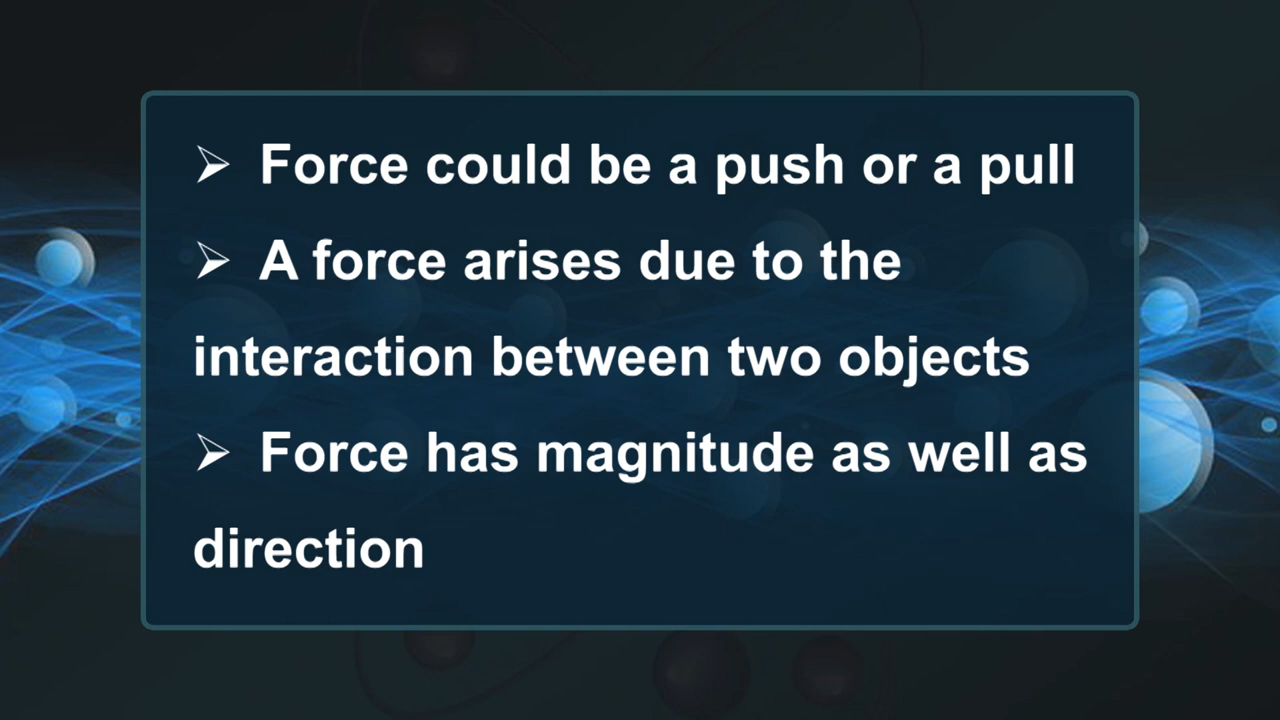 ➢ Force could be a push or a pull
➢ A force arises due to the
interaction between two objects
➢ Force has magnitude as well as
direction